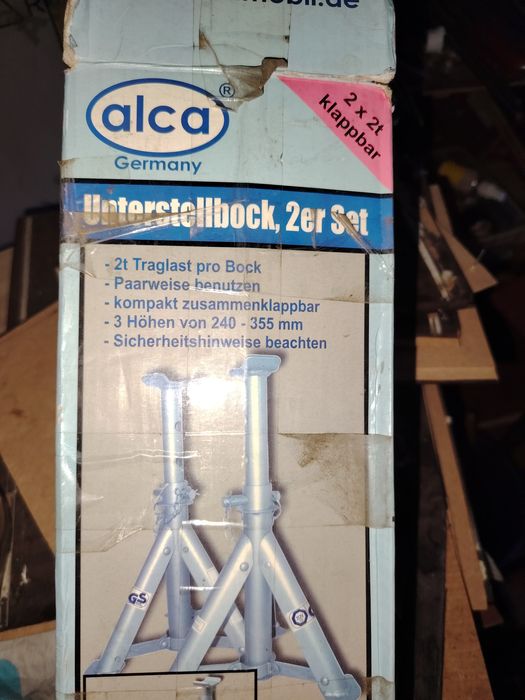 alca®
Germany
2 x 2t
klappbar
Unterstellbock, 2er Set
- 2t Traglast pro Bock
- Paarweise benutzen
- kompakt zusammenklappbar
- 3 Höhen von 240 - 355 mm
- Sicherheitshinweise beachten
GS